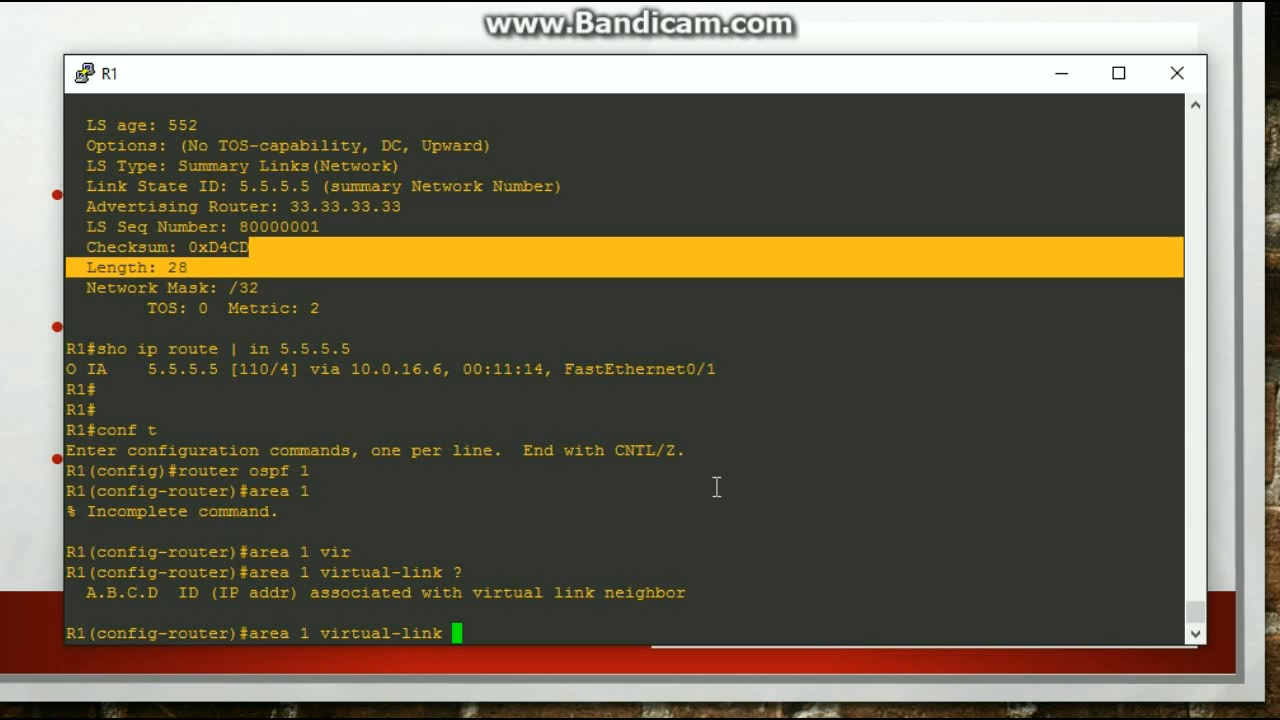 www.Bandicam.com
R1
LS age: 552
Options: (No TOS-capability, DC, Upward)
LS Type: Summary Links(Network)
Link State ID: 5.5.5.5 (summary Network Number)
Advertising Router: 33.33.33.33
LS Seq Number: 80000001
Checksum: 0xD4CD
Length: 28
Network Mask: /32
TOS: 0  Metric: 2
R1#sho ip route | in 5.5.5.5
O IA    5.5.5.5 [110/4] via 10.0.16.6, 00:11:14, FastEthernet0/1
R1#
R1#
R1#conf t
Enter configuration commands, one per line.  End with CNTL/Z.
R1(config)#router ospf 1
R1(config-router)#area 1
% Incomplete command.
R1(config-router)#area 1 vir
R1(config-router)#area 1 virtual-link ?
A.B.C.D  ID (IP addr) associated with virtual link neighbor
R1(config-router)#area 1 virtual-link